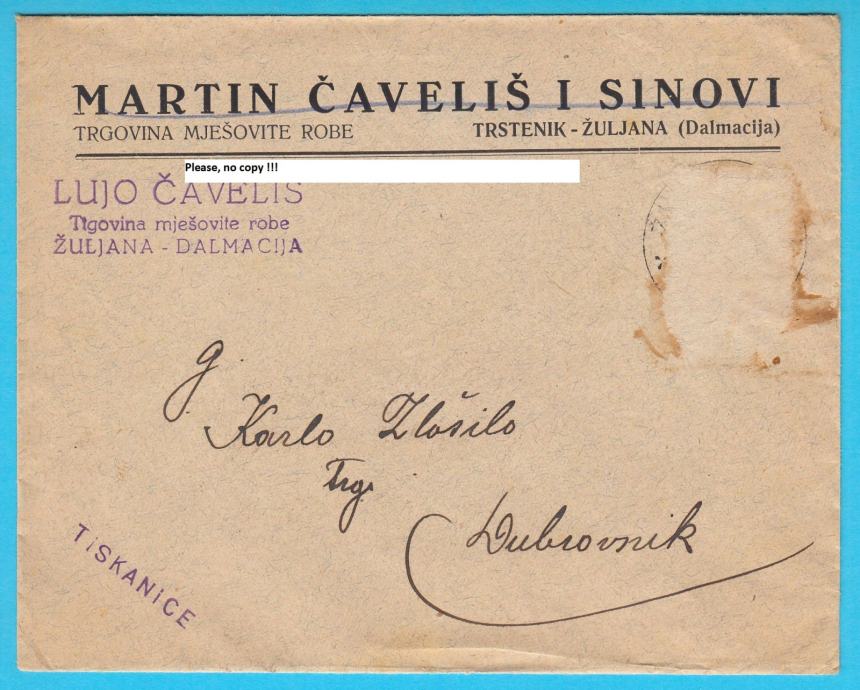 MARTIN ČAVELIŠ I SINOVI
TRGOVINA MJEŠOVITE ROBE TRSTENIK - ŽULJANA (Dalmacija)
Please, no copy !!!
LUJO ČAVELIŠ
Trgovina mješovite robe
ŽULJANA - DALMACIJA
g.
Karlo Zlošilo
Trg.
Dubrovnik
TiSKANiCE